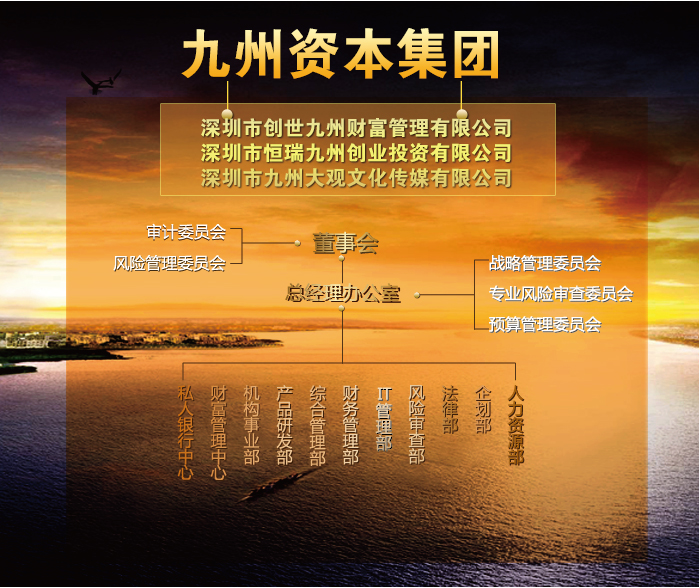 九州资本集团
深圳市创世九州财富管理有限公司
深圳市恒瑞九州创业投资有限公司
深圳市九州大观文化传媒有限公司
审计委员会
风险管理委员会
董事会
总经理办公室
战略管理委员会
专业风险审查委员会
预算管理委员会
私人银行中心
财富管理中心
机构事业部
产品研发部
综合管理部
财务管理部
IT管理部
风险审查部
法律部
企划部
人力资源部